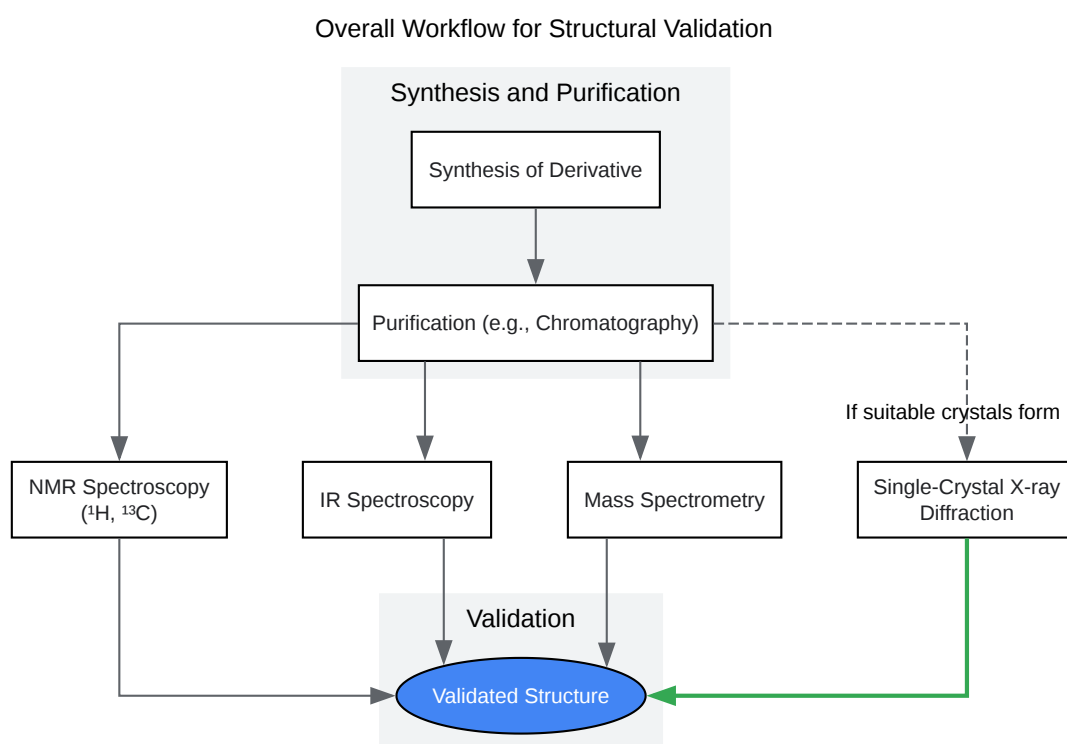 Overall Workflow for Structural Validation
Synthesis and Purification
Synthesis of Derivative
Purification (e.g., Chromatography)
If suitable crystals form
NMR Spectroscopy
(¹H, ¹³C)
IR Spectroscopy
Mass Spectrometry
Single-Crystal X-ray
Diffraction
Validation
Validated Structure